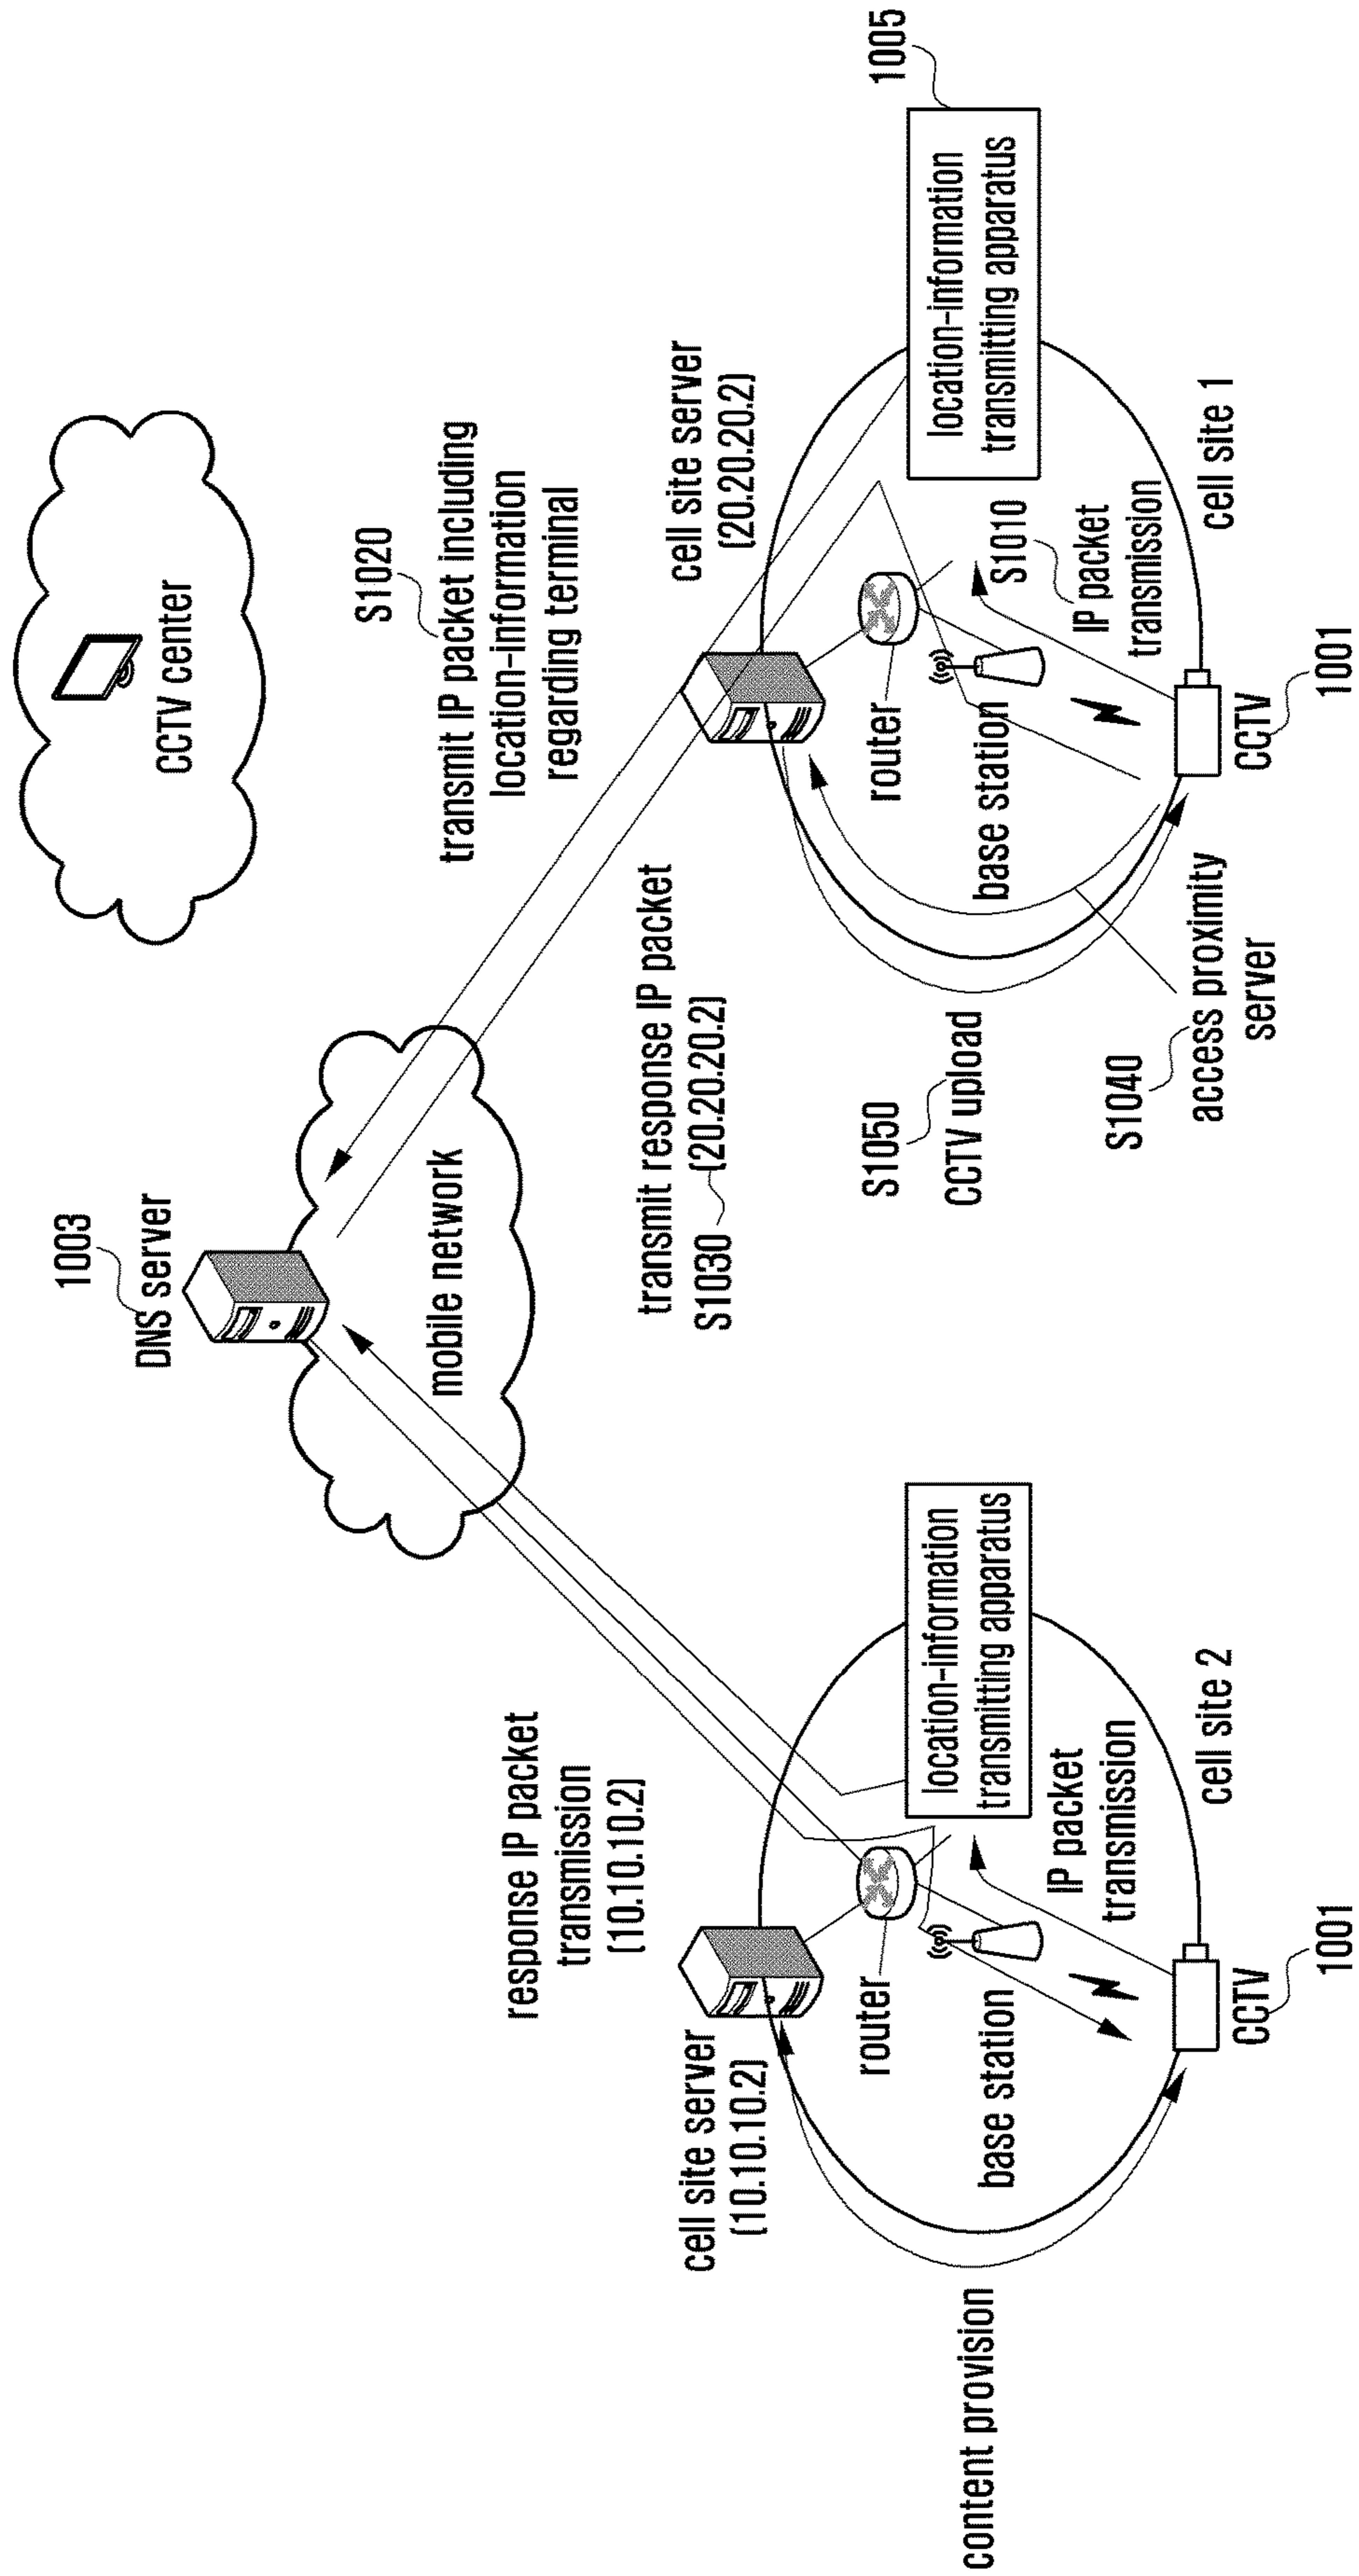 CCTV center
1003
DNS server
mobile network
S1020
transmit IP packet including
location-information
regarding terminal
response IP packet
transmission
(10.10.10.2)
transmit response IP packet
S1030
(20.20.20.2)
cell site server
(10.10.10.2)
router
base station
location-information
transmitting apparatus
IP packet
transmission
cell site 2
CCTV
1001
content provision
cell site server
(20.20.20.2)
router
base station
1005
location-information
transmitting apparatus
S1010
IP packet
transmission
cell site 1
CCTV
1001
S1050
CCTV upload
S1040
access proximity
server